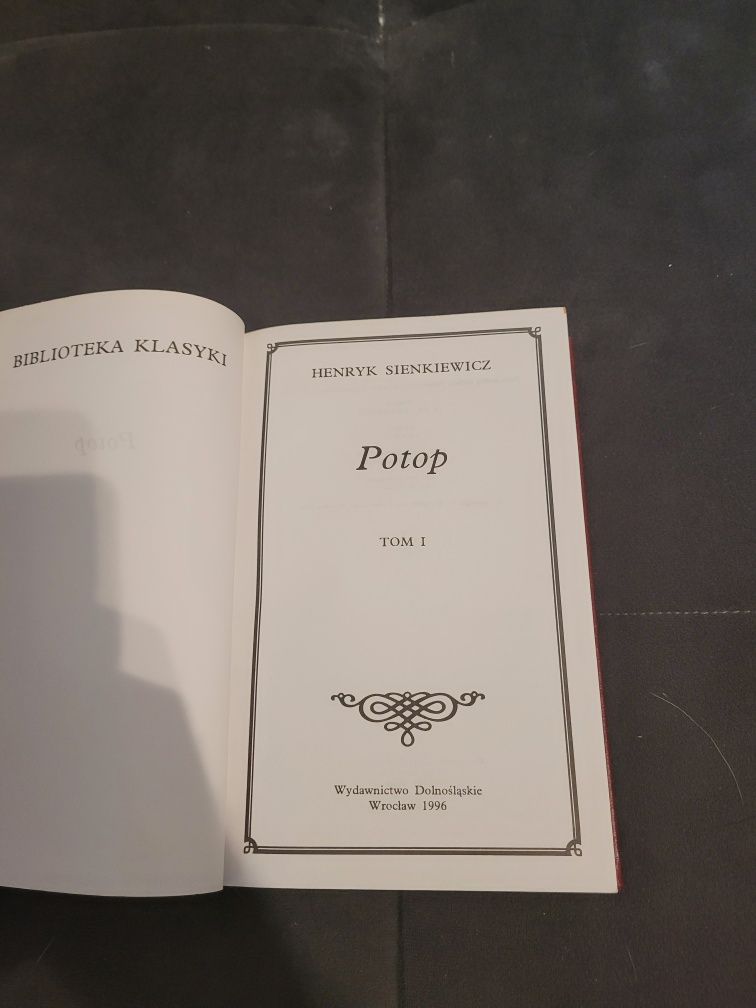 BIBLIOTEKA KLASYKI
HENRYK SIENKIEWICZ
Potop
TOM I
Wydawnictwo Dolnośląskie
Wrocław 1996